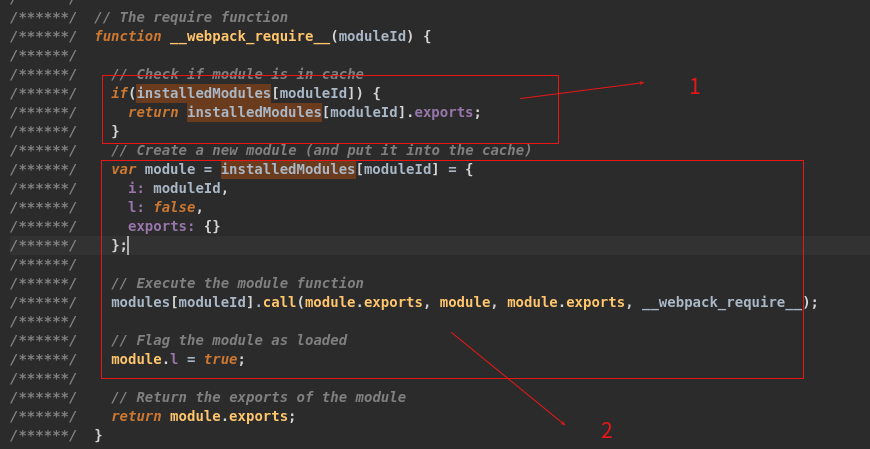 /******/
/******/  // The require function
/******/  function __webpack_require__(moduleId) {
/******/
/******/    // Check if module is in cache
/******/    if(installedModules[moduleId]) {
/******/      return installedModules[moduleId].exports;
/******/    }
/******/    // Create a new module (and put it into the cache)
/******/    var module = installedModules[moduleId] = {
/******/      i: moduleId,
/******/      l: false,
/******/      exports: {}
/******/    };
/******/
/******/    // Execute the module function
/******/    modules[moduleId].call(module.exports, module, module.exports, __webpack_require__);
/******/
/******/    // Flag the module as loaded
/******/    module.l = true;
/******/
/******/    // Return the exports of the module
/******/    return module.exports;
/******/  }
1
2